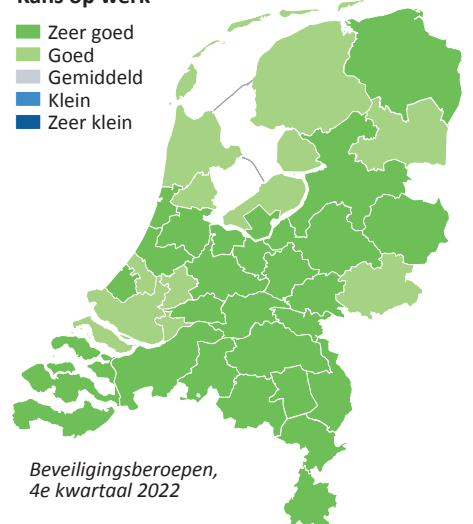 Kans op werk
Zeer goed
Goed
Gemiddeld
Klein
Zeer klein
Beveiligingsberoepen,
4e kwartaal 2022